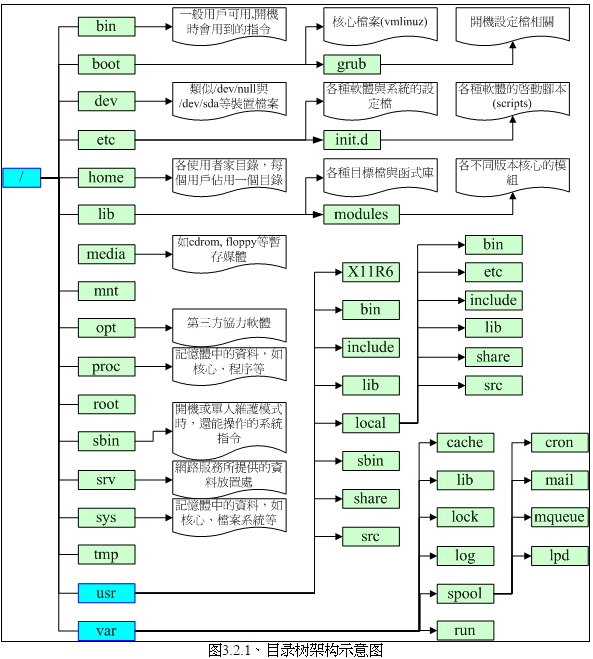 bin
一般用戶可用,開機
時會用到的指令
核心檔案(vmlinuz)
開機設定檔相關
boot
grub
dev
類似/dev/null與
/dev/sda等裝置檔案
各種軟體與系統的設
定檔
各種軟體的啓動腳本
(scripts)
etc
init.d
/
home
各使用者家目錄，每
個用戶佔用一個目錄
各種目標檔與函式庫
各不同版本核心的模
組
lib
modules
media
如cdrom, floppy等暫
存媒體
mnt
opt
第三方協力軟體
proc
記憶體中的資料，如
核心、程序等
root
sbin
開機或單人維護模式
時，還能操作的系統
指令
srv
網路服務所提供的資
料放置處
sys
記憶體中的資料，如
核心、檔案系統等
tmp
usr
var
X11R6
bin
include
lib
local
sbin
share
src
bin
etc
include
lib
share
src
cache
lib
lock
log
spool
run
cron
mail
mqueue
lpd
图3.2.1、目录树架构示意图